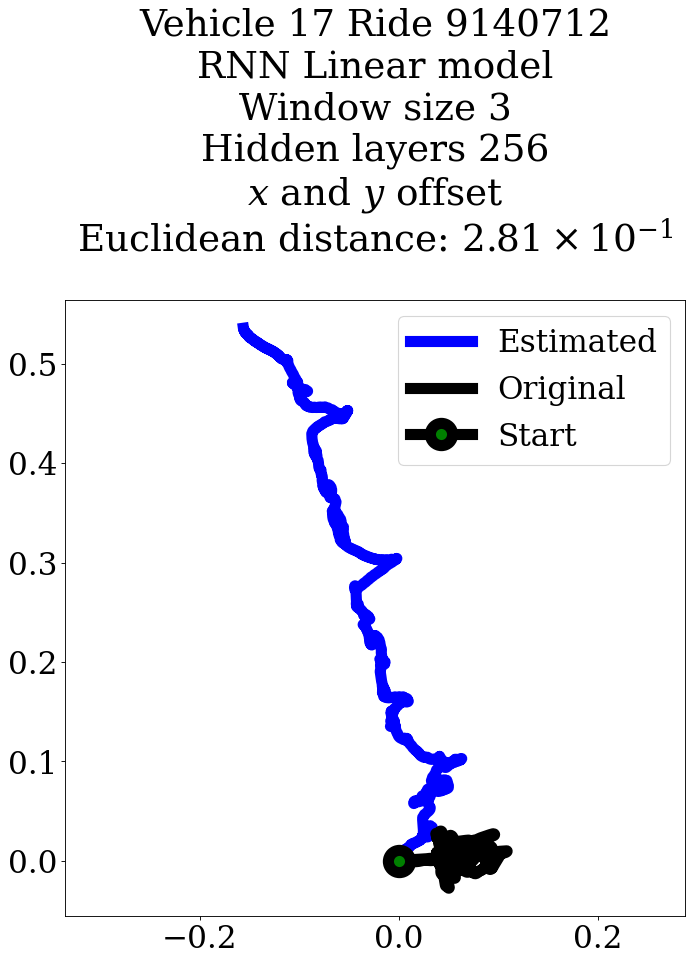 Vehicle 17 Ride 9140712
RNN Linear model
Window size 3
Hidden layers 256
x and y offset
Euclidean distance: 2.81 × 10⁻¹
Estimated
Original
Start
0.5
0.4
0.3
0.2
0.1
0.0
−0.2 0.0 0.2